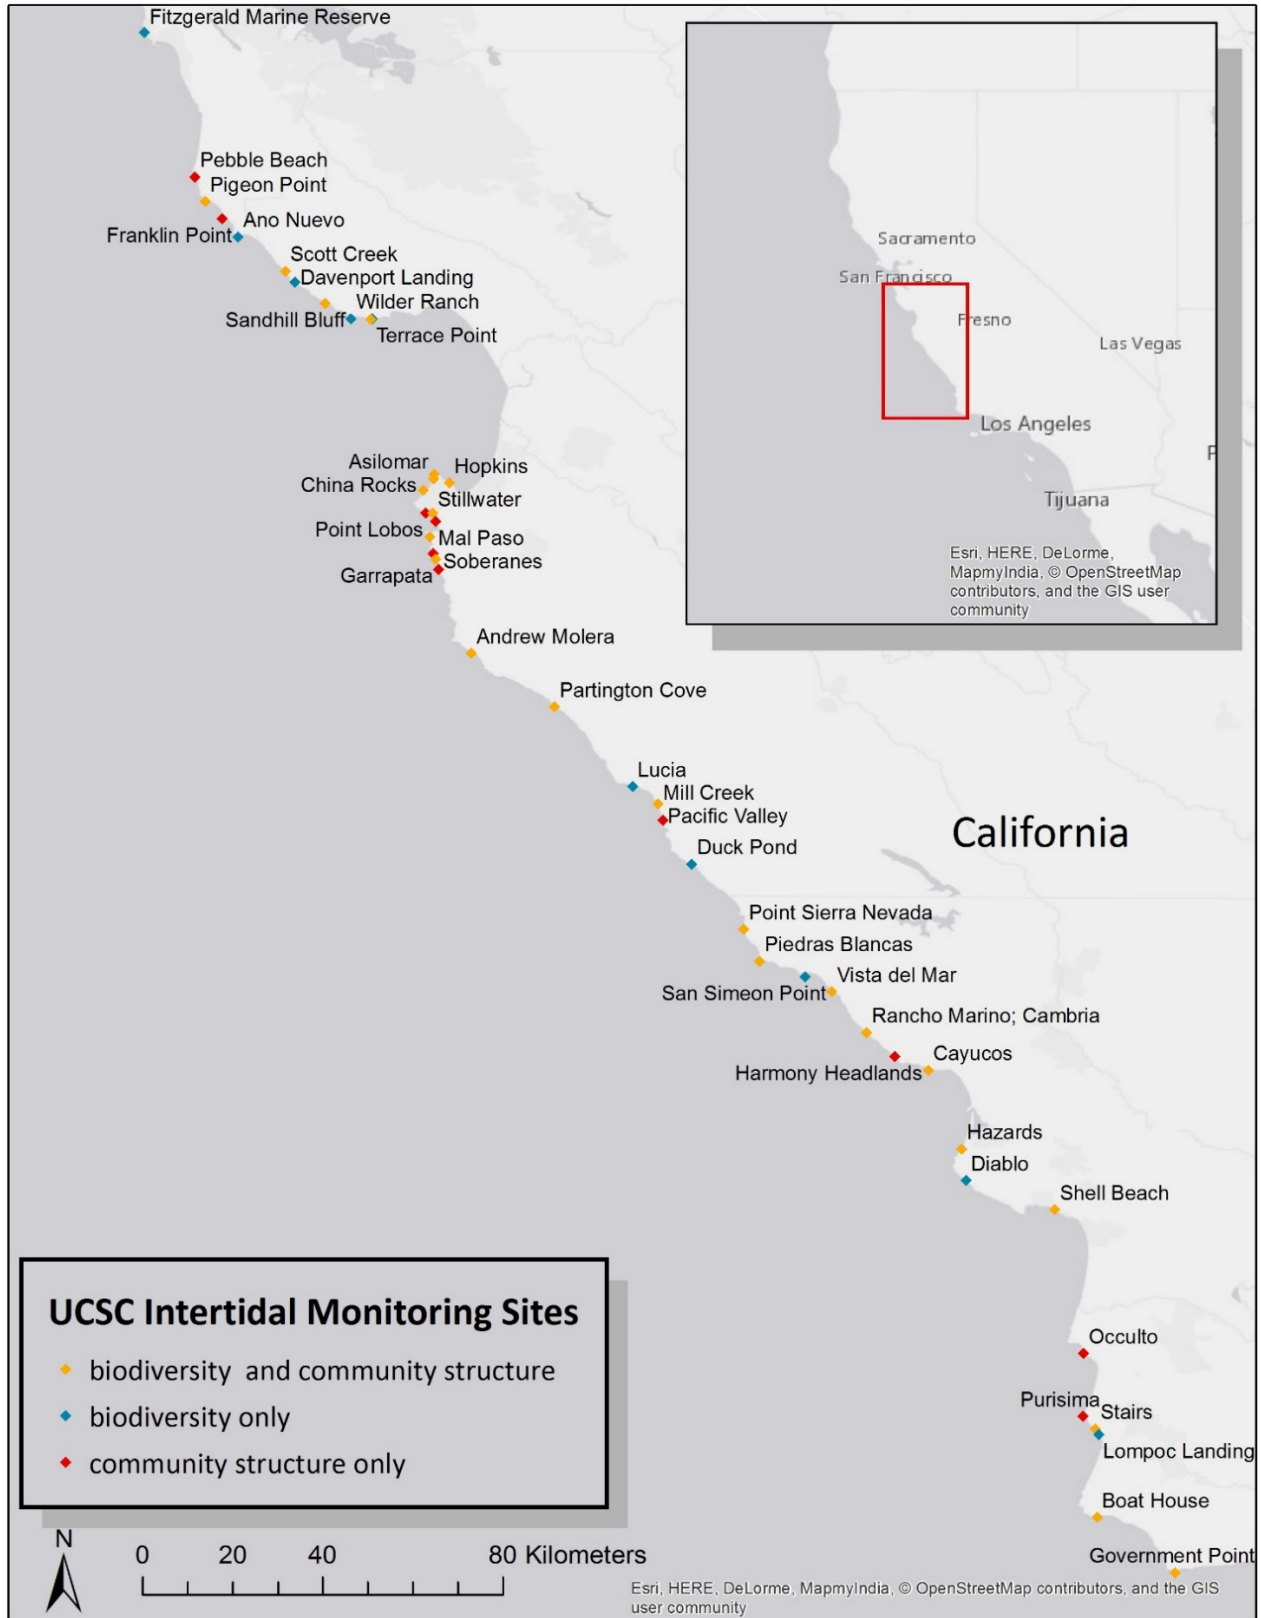 Fitzgerald Marine Reserve
Pebble Beach
Pigeon Point
Ano Nuevo
Franklin Point
Scott Creek
Davenport Landing
Wilder Ranch
Sandhill Bluff
Terrace Point
Asilomar
Hopkins
China Rocks
Stillwater
Point Lobos
Mal Paso
Soberanes
Garrapata
Andrew Molera
Partington Cove
Lucia
Mill Creek
Pacific Valley
Duck Pond
California
Point Sierra Nevada
Piedras Blancas
Vista del Mar
San Simeon Point
Rancho Marino; Cambria
Cayucos
Harmony Headlands
Hazards
Diablo
Shell Beach
Occulto
Purisima
Stairs
Lompoc Landing
Boat House
Government Point
Sacramento
San Francisco
Fresno
Las Vegas
Los Angeles
P
Tijuana
Esri, HERE, DeLorme,
MapmyIndia, © OpenStreetMap
contributors, and the GIS user
community
UCSC Intertidal Monitoring Sites
biodiversity and community structure
biodiversity only
community structure only
N
0 20 40 80 Kilometers
Esri, HERE, DeLorme, MapmyIndia, © OpenStreetMap contributors, and the GIS
user community